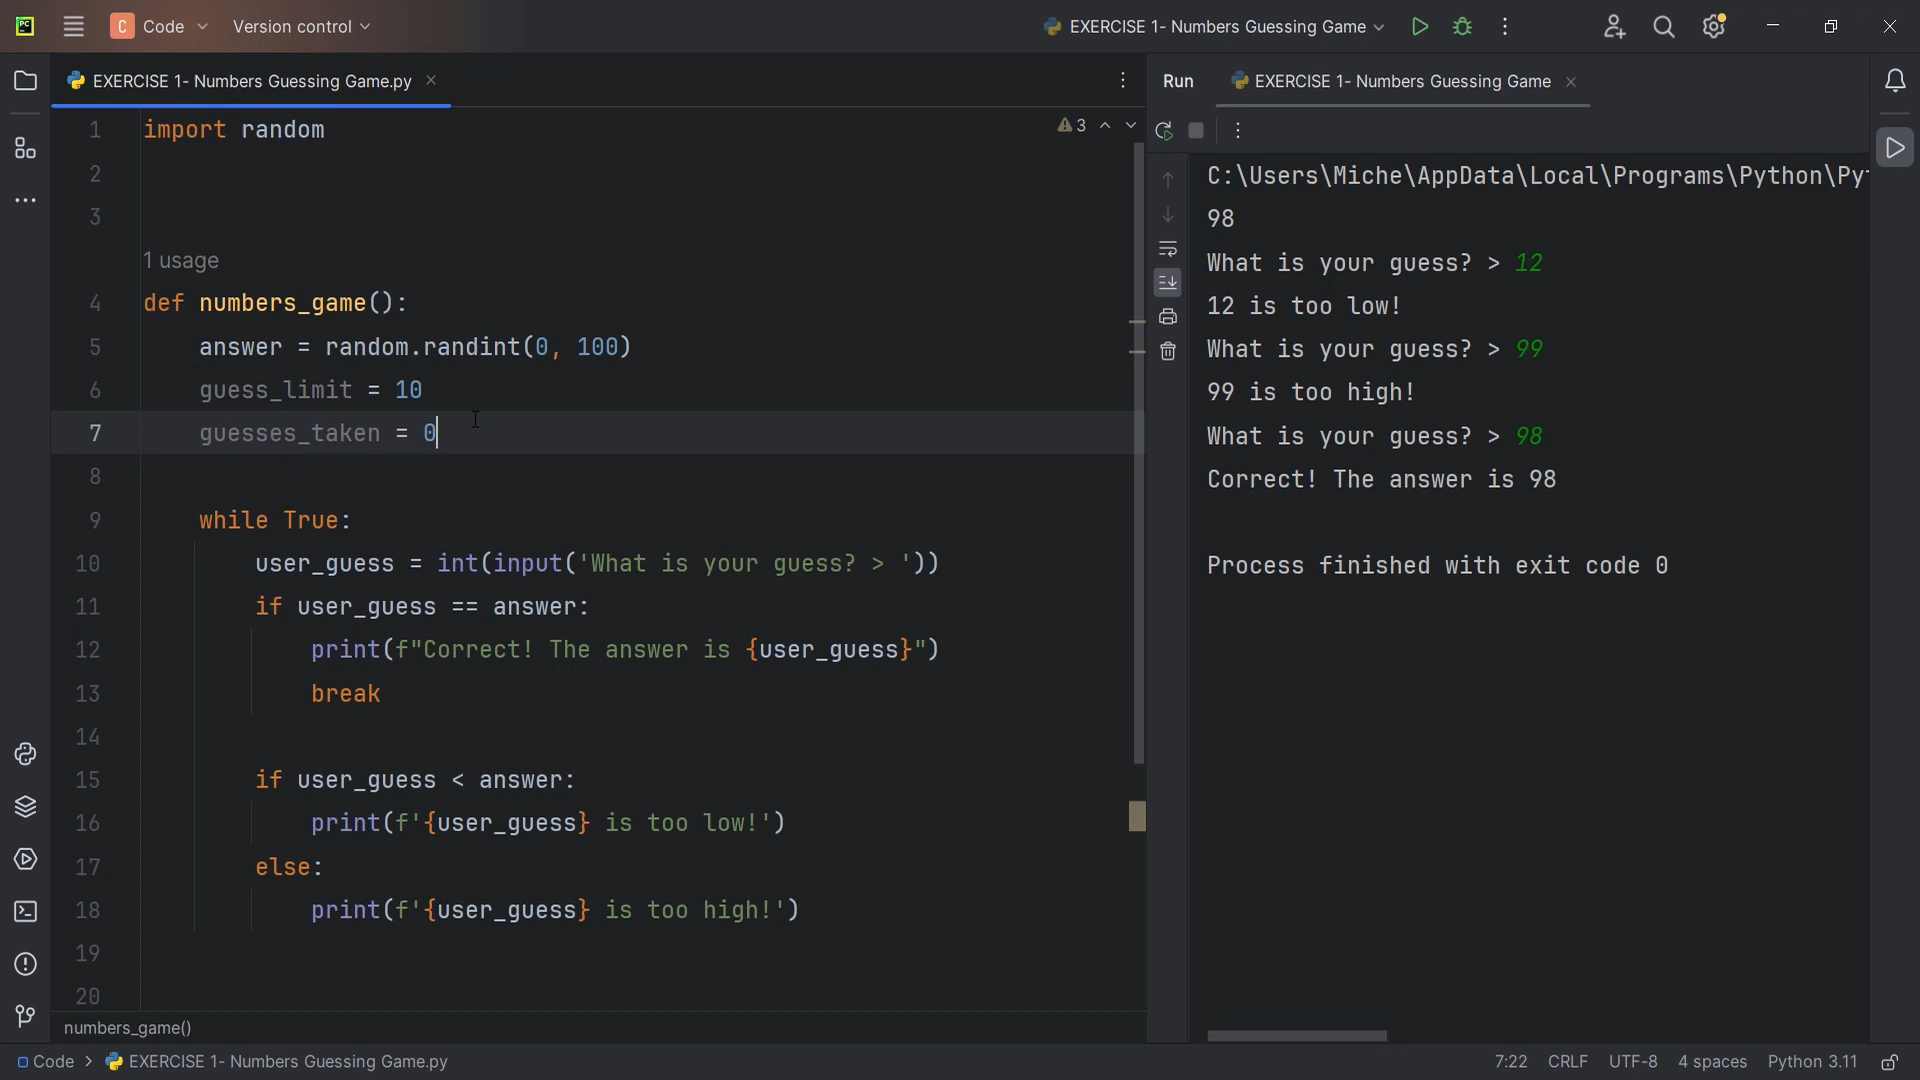 PC C Code Version control EXERCISE 1- Numbers Guessing Game
EXERCISE 1- Numbers Guessing Game.py
1 import random
2
3
1 usage
4 def numbers_game():
5 answer = random.randint(0, 100)
6 guess_limit = 10
7 guesses_taken = 0
8
9 while True:
10 user_guess = int(input('What is your guess? > '))
11 if user_guess == answer:
12 print(f"Correct! The answer is {user_guess}")
13 break
14
15 if user_guess < answer:
16 print(f'{user_guess} is too low!')
17 else:
18 print(f'{user_guess} is too high!')
19
20
3
numbers_game()
Run EXERCISE 1- Numbers Guessing Game
C:\Users\Miche\AppData\Local\Programs\Python\Py
98
What is your guess? > 12
12 is too low!
What is your guess? > 99
99 is too high!
What is your guess? > 98
Correct! The answer is 98
Process finished with exit code 0
Code > EXERCISE 1- Numbers Guessing Game.py 7:22 CRLF UTF-8 4 spaces Python 3.11